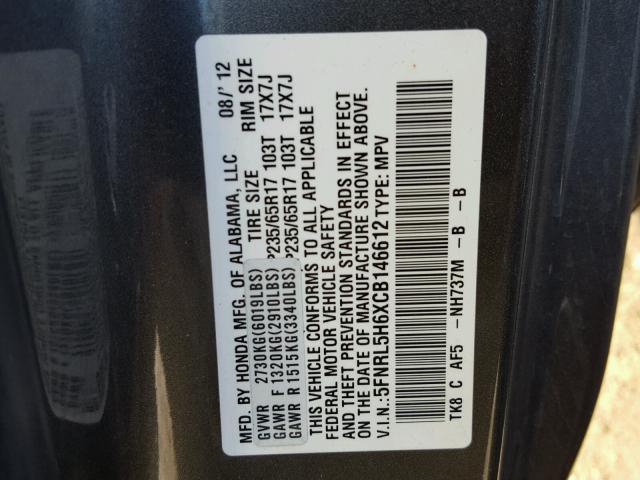 MFD. BY HONDA MFG. OF ALABAMA, LLC 08/'12
GVWR 2730KG(6019LBS) TIRE SIZE RIM SIZE
GAWR F 1320KG(2910LBS) P235/65R17 103T 17X7J
GAWR R 1515KG(3340LBS) P235/65R17 103T 17X7J
THIS VEHICLE CONFORMS TO ALL APPLICABLE
FEDERAL MOTOR VEHICLE SAFETY
AND THEFT PREVENTION STANDARDS IN EFFECT
ON THE DATE OF MANUFACTURE SHOWN ABOVE.
V.I.N.:5FNRL5H6XCB146612 TYPE: MPV
TK8 C AF5 -NH737M -B -B